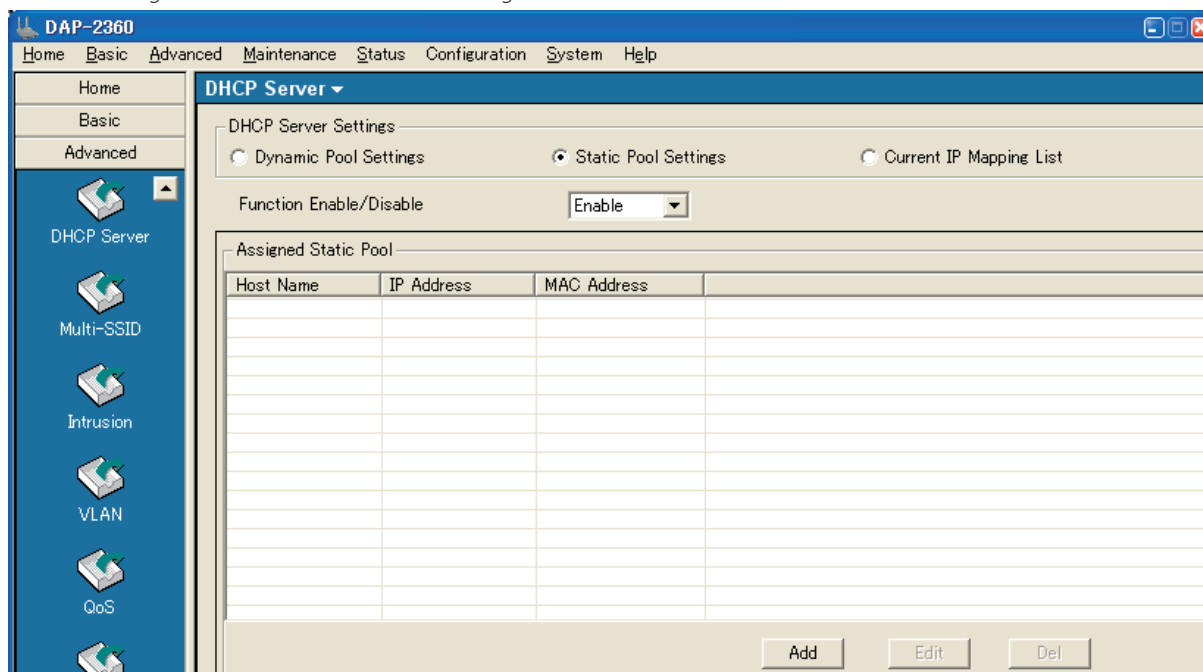 DAP-2360
Home Basic Advanced Maintenance Status Configuration System Help
Home
Basic
Advanced
DHCP Server
Multi-SSID
Intrusion
VLAN
QoS
DHCP Server
DHCP Server Settings
Dynamic Pool Settings Static Pool Settings Current IP Mapping List
Function Enable/Disable Enable
Assigned Static Pool
Host Name IP Address MAC Address
Add Edit Del